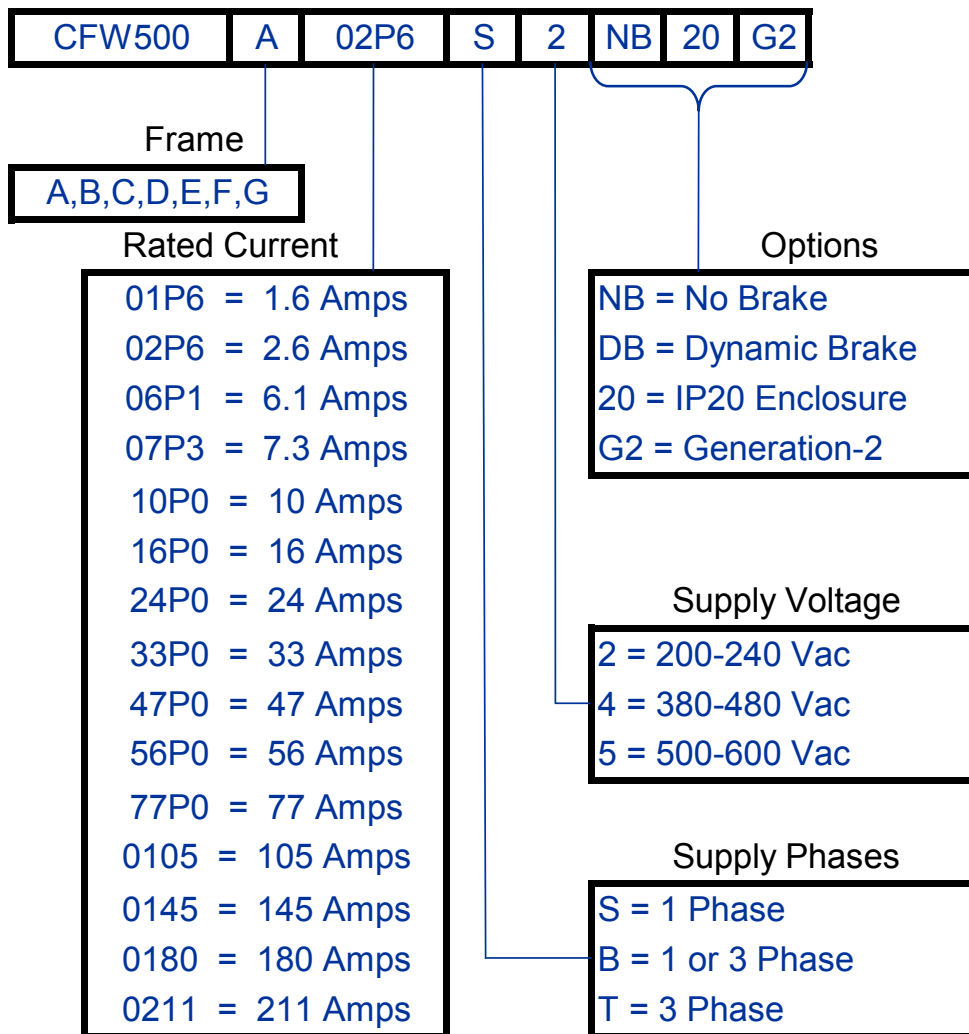 CFW500 A 02P6 S 2 NB 20 G2
Frame
A,B,C,D,E,F,G
Rated Current
01P6 = 1.6 Amps
02P6 = 2.6 Amps
06P1 = 6.1 Amps
07P3 = 7.3 Amps
10P0 = 10 Amps
16P0 = 16 Amps
24P0 = 24 Amps
33P0 = 33 Amps
47P0 = 47 Amps
56P0 = 56 Amps
77P0 = 77 Amps
0105 = 105 Amps
0145 = 145 Amps
0180 = 180 Amps
0211 = 211 Amps
Options
NB = No Brake
DB = Dynamic Brake
20 = IP20 Enclosure
G2 = Generation-2
Supply Voltage
2 = 200-240 Vac
4 = 380-480 Vac
5 = 500-600 Vac
Supply Phases
S = 1 Phase
B = 1 or 3 Phase
T = 3 Phase